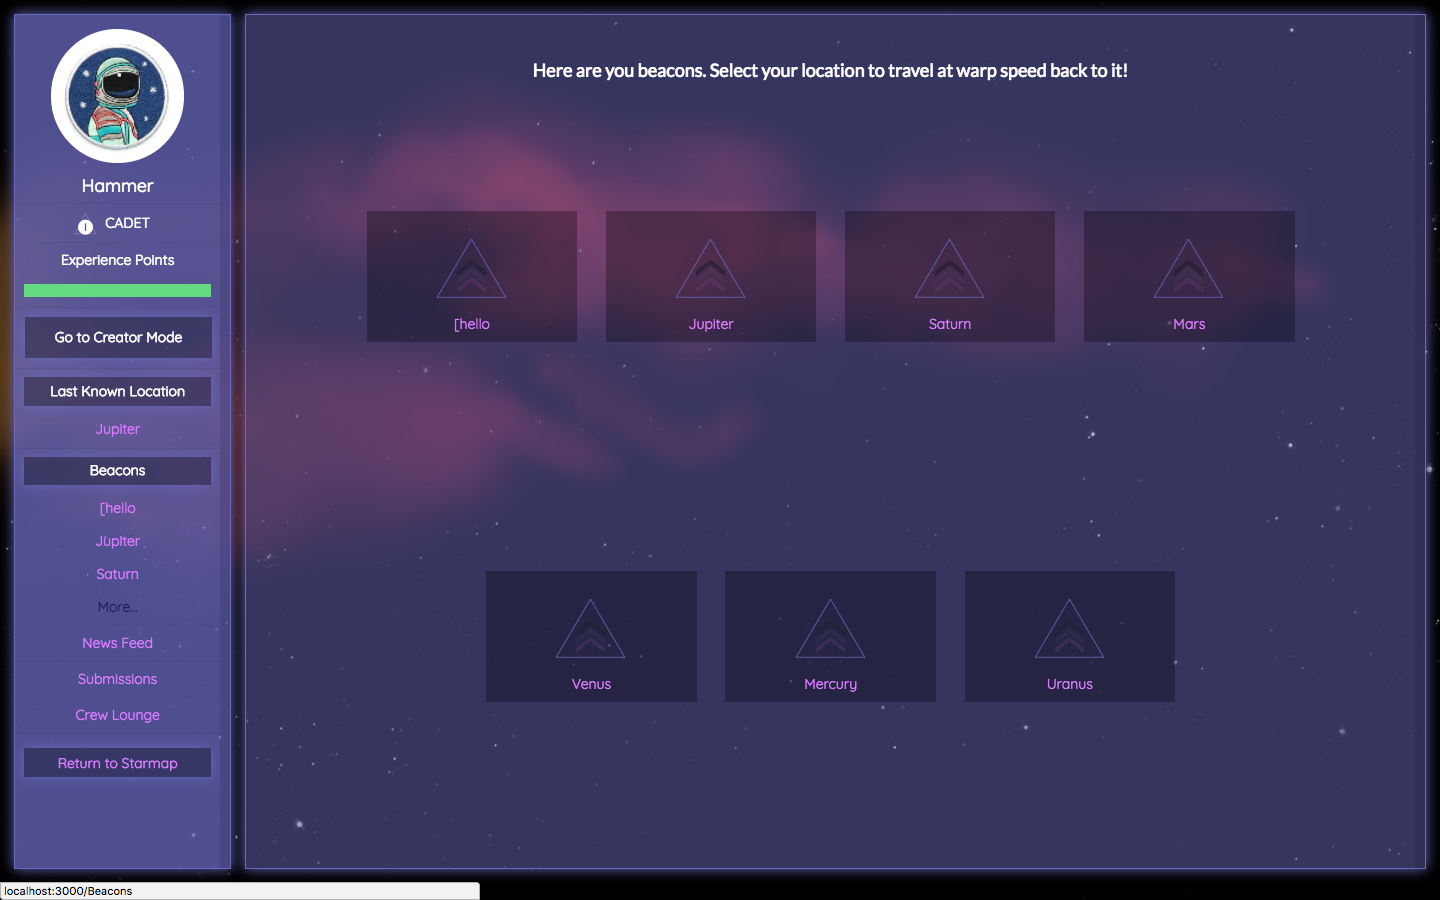 Hammer
I CADET
Experience Points
Go to Creator Mode
Last Known Location
Jupiter
Beacons
[hello
Jupiter
Saturn
More...
News Feed
Submissions
Crew Lounge
Return to Starmap
Here are you beacons. Select your location to travel at warp speed back to it!
[hello
Jupiter
Saturn
Mars
Venus
Mercury
Uranus
localhost:3000/Beacons